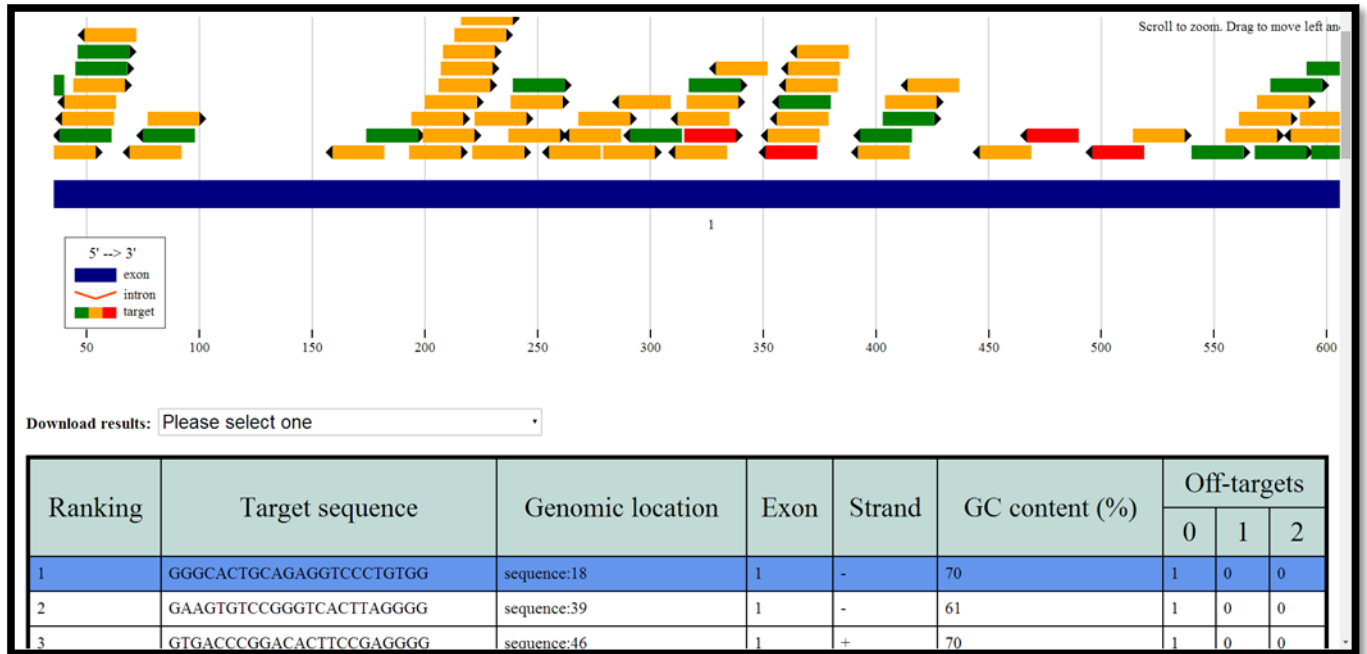 Scroll to zoom. Drag to move left an
1
5' --> 3'
exon
intron
target
50 100 150 200 250 300 350 400 450 500 550 600
Download results: Please select one
Ranking Target sequence Genomic location Exon Strand GC content (%) Off-targets
0 1 2
1 GGGCACTGCAGAGGTCCCTGTGG sequence:18 1 - 70 1 0 0
2 GAAGTGTCCGGGTCACTTAGGGG sequence:39 1 - 61 1 0 0
3 GTGACCCGGACACTTCCGAGGGG sequence:46 1 + 70 1 0 0